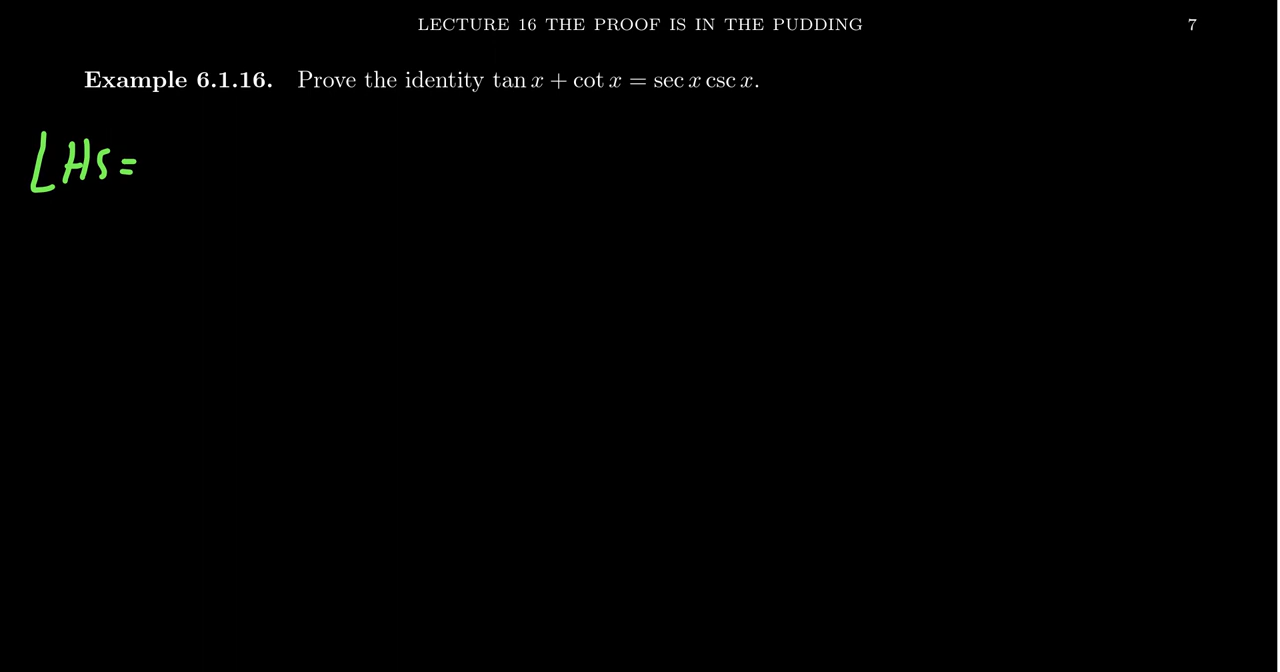 LECTURE 16 THE PROOF IS IN THE PUDDING 7
Example 6.1.16. Prove the identity tan x + cot x = sec x csc x.
LHS =